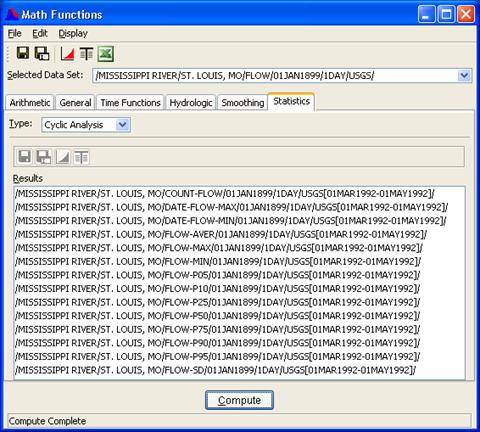 Math Functions
File Edit Display
Selected Data Set: /MISSISSIPPI RIVER/ST. LOUIS, MO/FLOW/01JAN1899/1DAY/USGS/
Arithmetic General Time Functions Hydrologic Smoothing Statistics
Type: Cyclic Analysis
Results
/MISSISSIPPI RIVER/ST. LOUIS, MO/COUNT-FLOW/01JAN1899/1DAY/USGS[01MAR1992-01MAY1992]/
/MISSISSIPPI RIVER/ST. LOUIS, MO/DATE-FLOW-MAX/01JAN1899/1DAY/USGS[01MAR1992-01MAY1992]/
/MISSISSIPPI RIVER/ST. LOUIS, MO/DATE-FLOW-MIN/01JAN1899/1DAY/USGS[01MAR1992-01MAY1992]/
/MISSISSIPPI RIVER/ST. LOUIS, MO/FLOW-AVER/01JAN1899/1DAY/USGS[01MAR1992-01MAY1992]/
/MISSISSIPPI RIVER/ST. LOUIS, MO/FLOW-MAX/01JAN1899/1DAY/USGS[01MAR1992-01MAY1992]/
/MISSISSIPPI RIVER/ST. LOUIS, MO/FLOW-MIN/01JAN1899/1DAY/USGS[01MAR1992-01MAY1992]/
/MISSISSIPPI RIVER/ST. LOUIS, MO/FLOW-P05/01JAN1899/1DAY/USGS[01MAR1992-01MAY1992]/
/MISSISSIPPI RIVER/ST. LOUIS, MO/FLOW-P10/01JAN1899/1DAY/USGS[01MAR1992-01MAY1992]/
/MISSISSIPPI RIVER/ST. LOUIS, MO/FLOW-P25/01JAN1899/1DAY/USGS[01MAR1992-01MAY1992]/
/MISSISSIPPI RIVER/ST. LOUIS, MO/FLOW-P50/01JAN1899/1DAY/USGS[01MAR1992-01MAY1992]/
/MISSISSIPPI RIVER/ST. LOUIS, MO/FLOW-P75/01JAN1899/1DAY/USGS[01MAR1992-01MAY1992]/
/MISSISSIPPI RIVER/ST. LOUIS, MO/FLOW-P90/01JAN1899/1DAY/USGS[01MAR1992-01MAY1992]/
/MISSISSIPPI RIVER/ST. LOUIS, MO/FLOW-P95/01JAN1899/1DAY/USGS[01MAR1992-01MAY1992]/
/MISSISSIPPI RIVER/ST. LOUIS, MO/FLOW-SD/01JAN1899/1DAY/USGS[01MAR1992-01MAY1992]/
Compute
Compute Complete